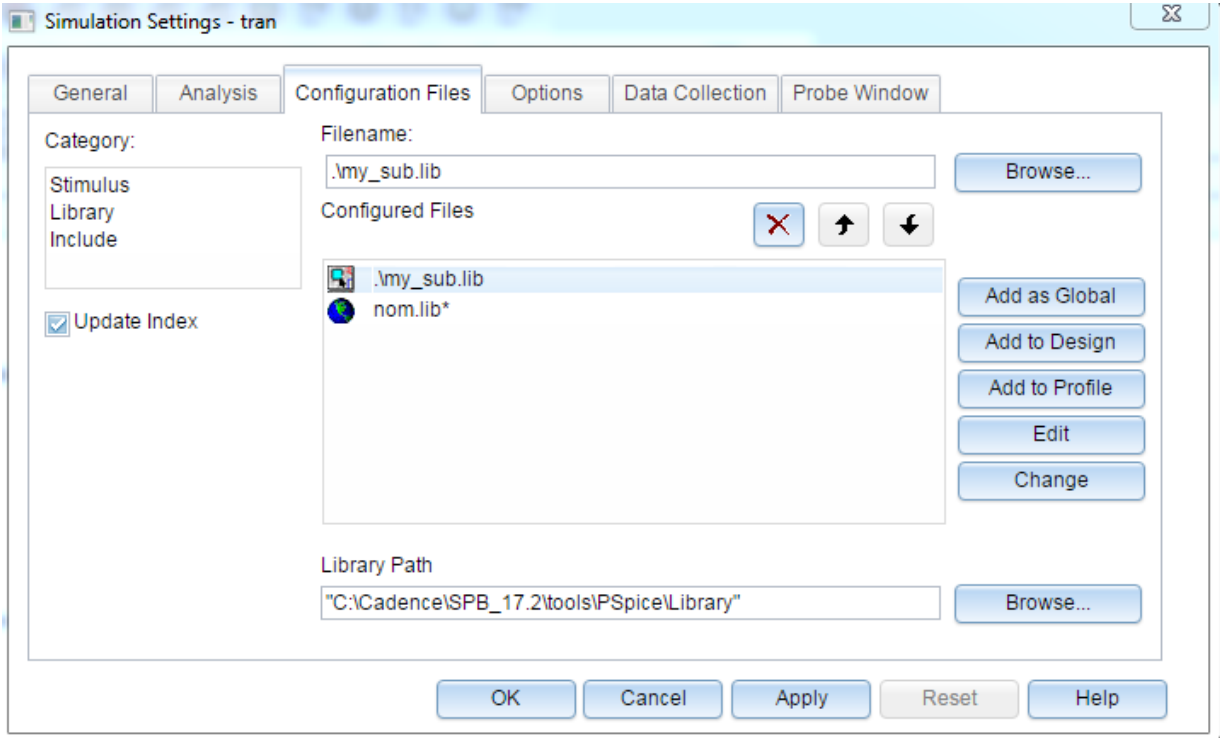 Simulation Settings - tran
General
Analysis
Configuration Files
Options
Data Collection
Probe Window
Category:
Stimulus
Library
Include
Update Index
Filename:
.\my_sub.lib
Browse...
Configured Files
.\my_sub.lib
nom.lib*
Add as Global
Add to Design
Add to Profile
Edit
Change
Library Path
"C:\Cadence\SPB_17.2\tools\PSpice\Library"
Browse...
OK
Cancel
Apply
Reset
Help